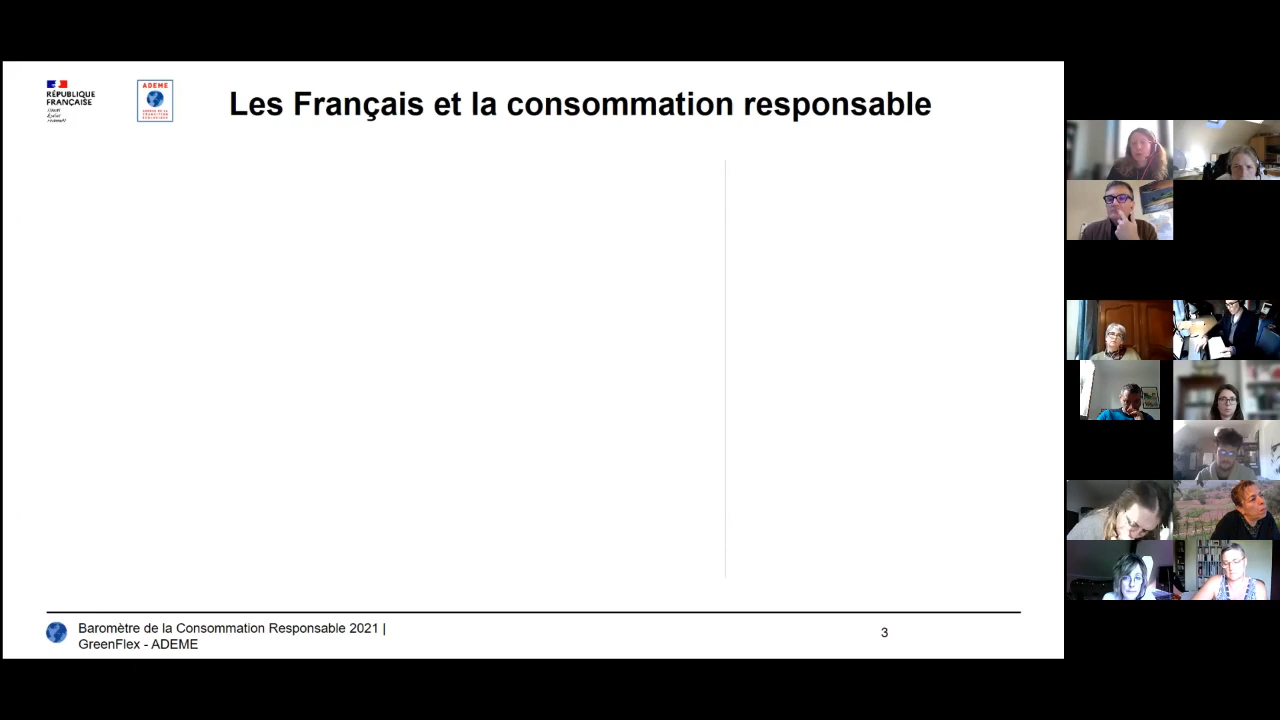 RÉPUBLIQUE
FRANÇAISE
ADEME
Les Français et la consommation responsable
Baromètre de la Consommation Responsable 2021 |
GreenFlex - ADEME
3